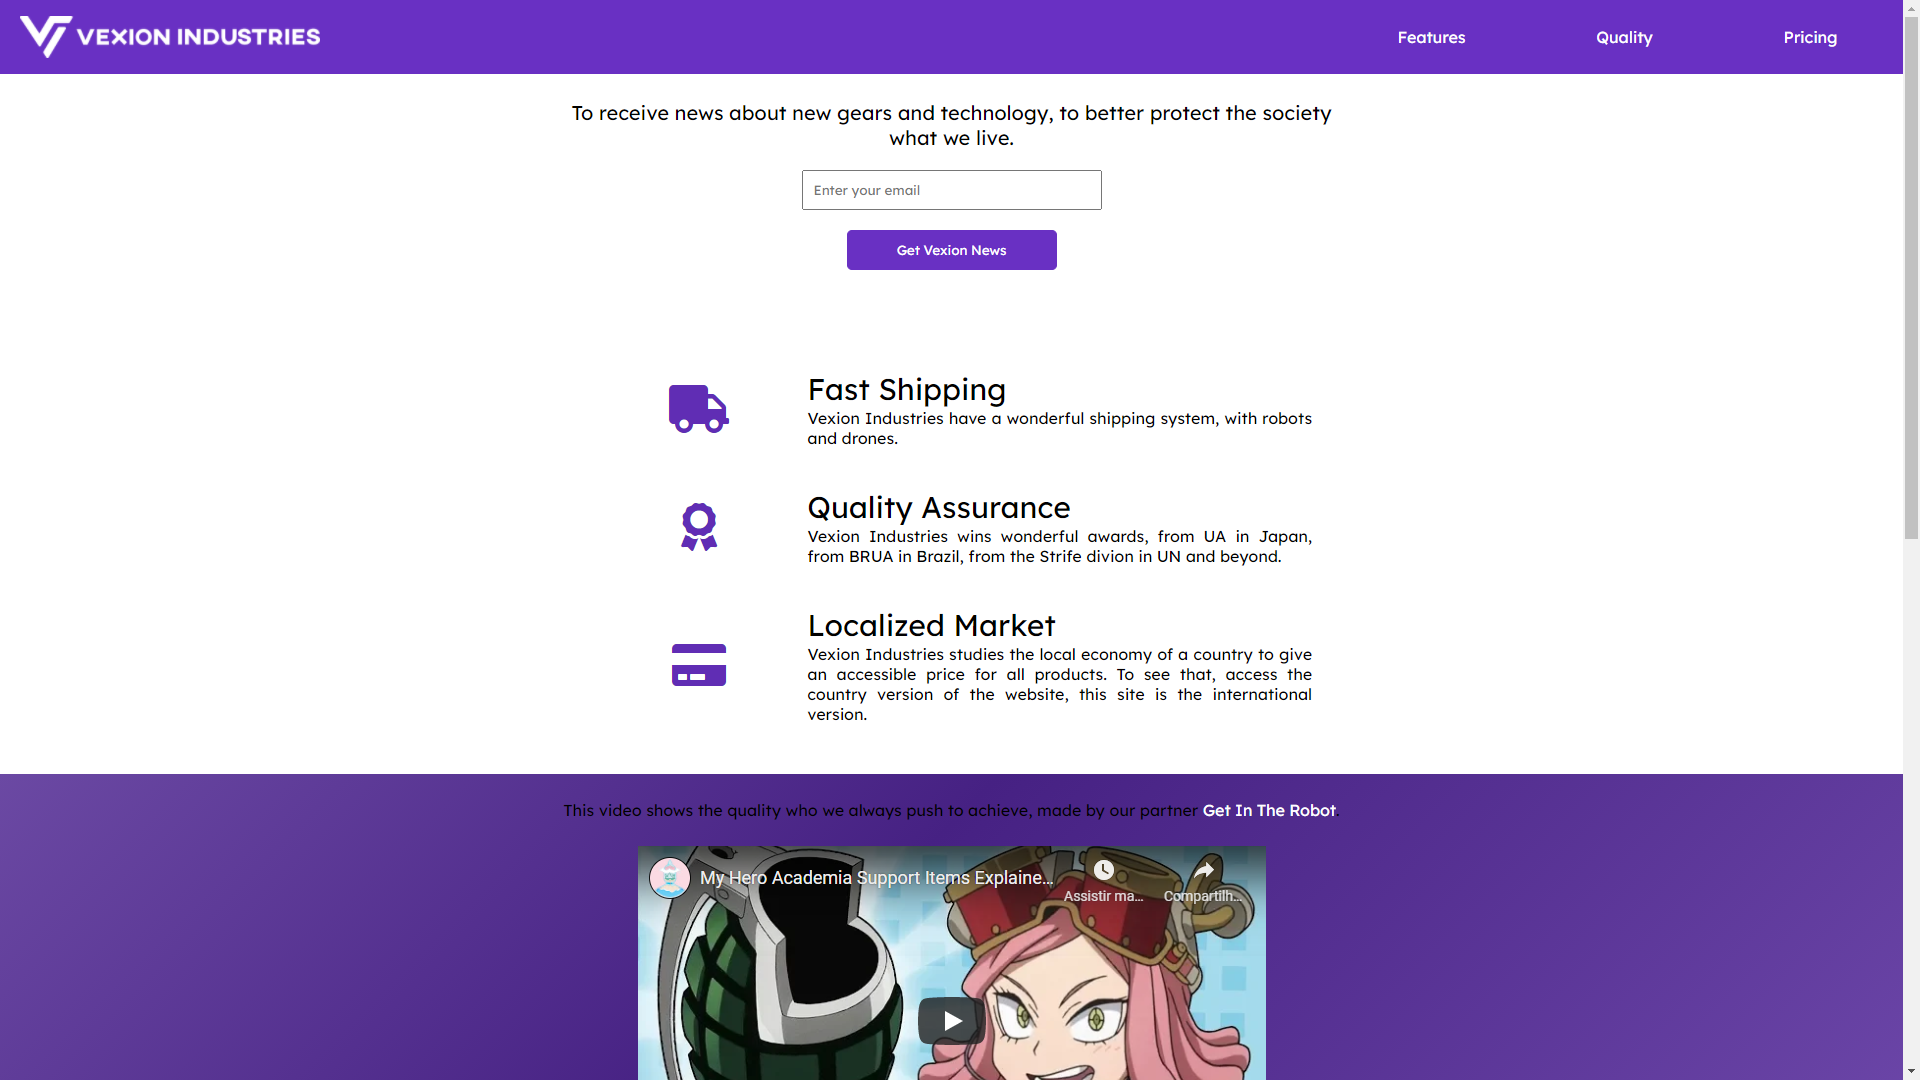 VEXION INDUSTRIES
Features
Quality
Pricing
To receive news about new gears and technology, to better protect the society
what we live.
Enter your email
Get Vexion News
Fast Shipping
Vexion Industries have a wonderful shipping system, with robots
and drones.
Quality Assurance
Vexion Industries wins wonderful awards, from UA in Japan,
from BRUA in Brazil, from the Strife divion in UN and beyond.
Localized Market
Vexion Industries studies the local economy of a country to give
an accessible price for all products. To see that, access the
country version of the website, this site is the international
version.
This video shows the quality who we always push to achieve, made by our partner Get In The Robot.
My Hero Academia Support Items Explaine...
Assistir ma...
Compartilh...